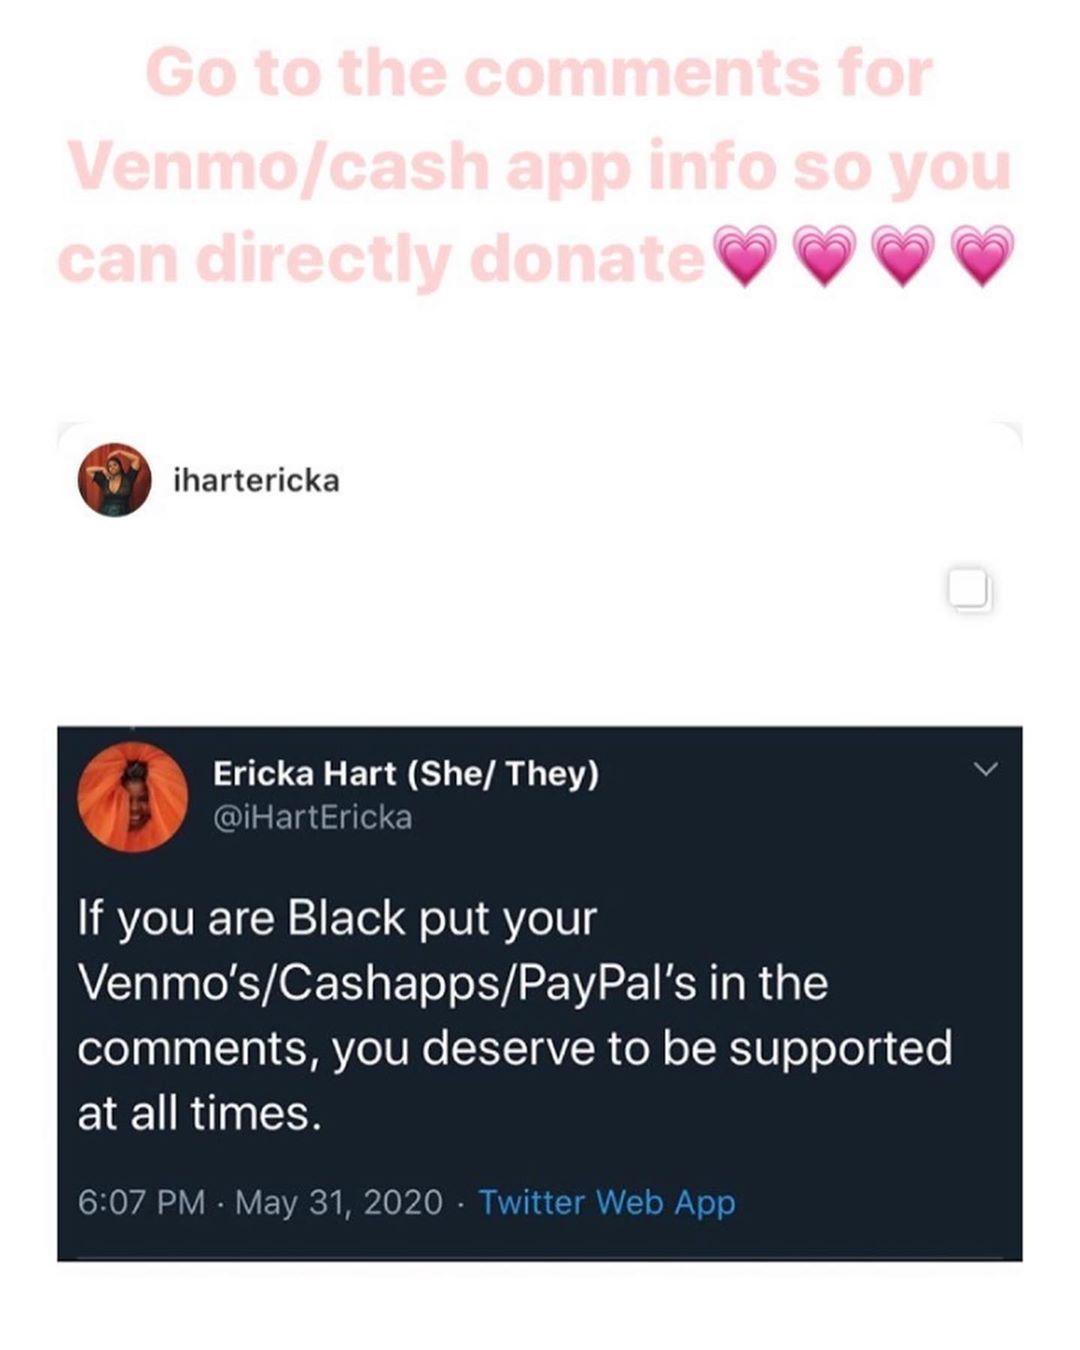 Go to the comments for
Venmo/cash app info so you
can directly donate💗💗💗💗
ihartericka
Ericka Hart (She/ They)
@iHartEricka
If you are Black put your
Venmo's/Cashapps/PayPal's in the
comments, you deserve to be supported
at all times.
6:07 PM · May 31, 2020 · Twitter Web App